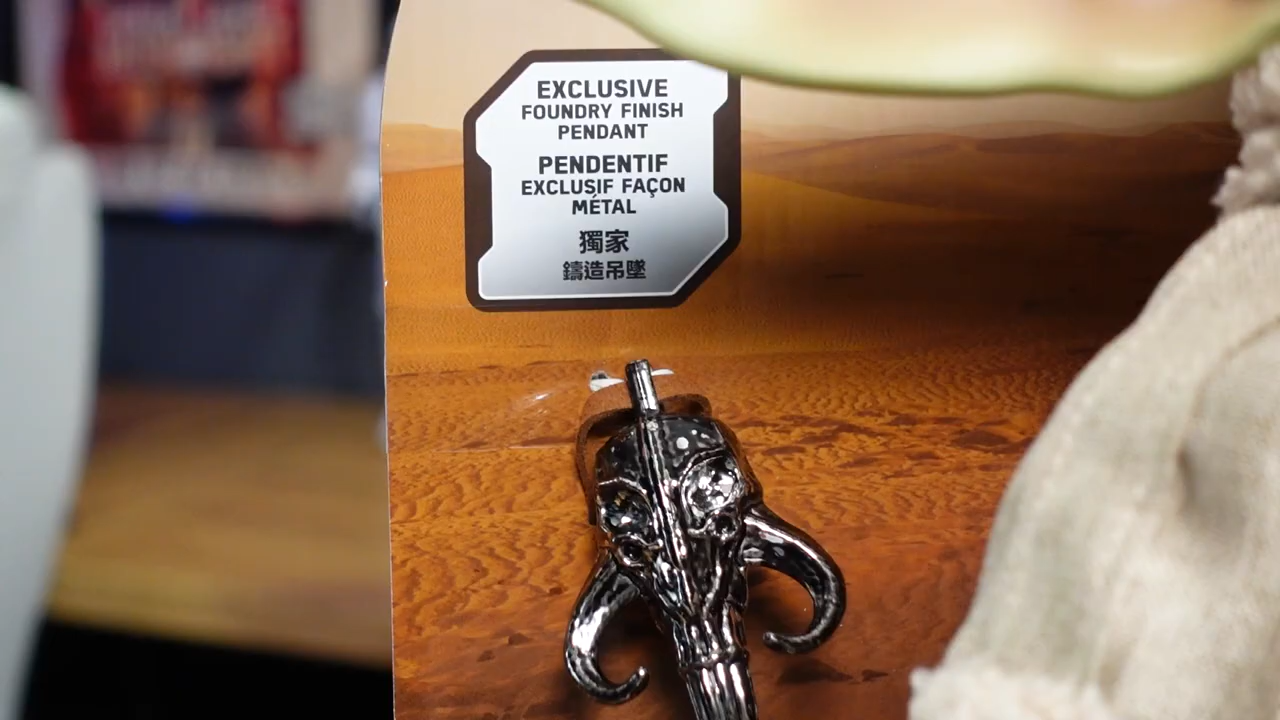 EXCLUSIVE
FOUNDRY FINISH
PENDANT
PENDENTIF
EXCLUSIF FAÇON
MÉTAL
獨家
鑄造吊墜